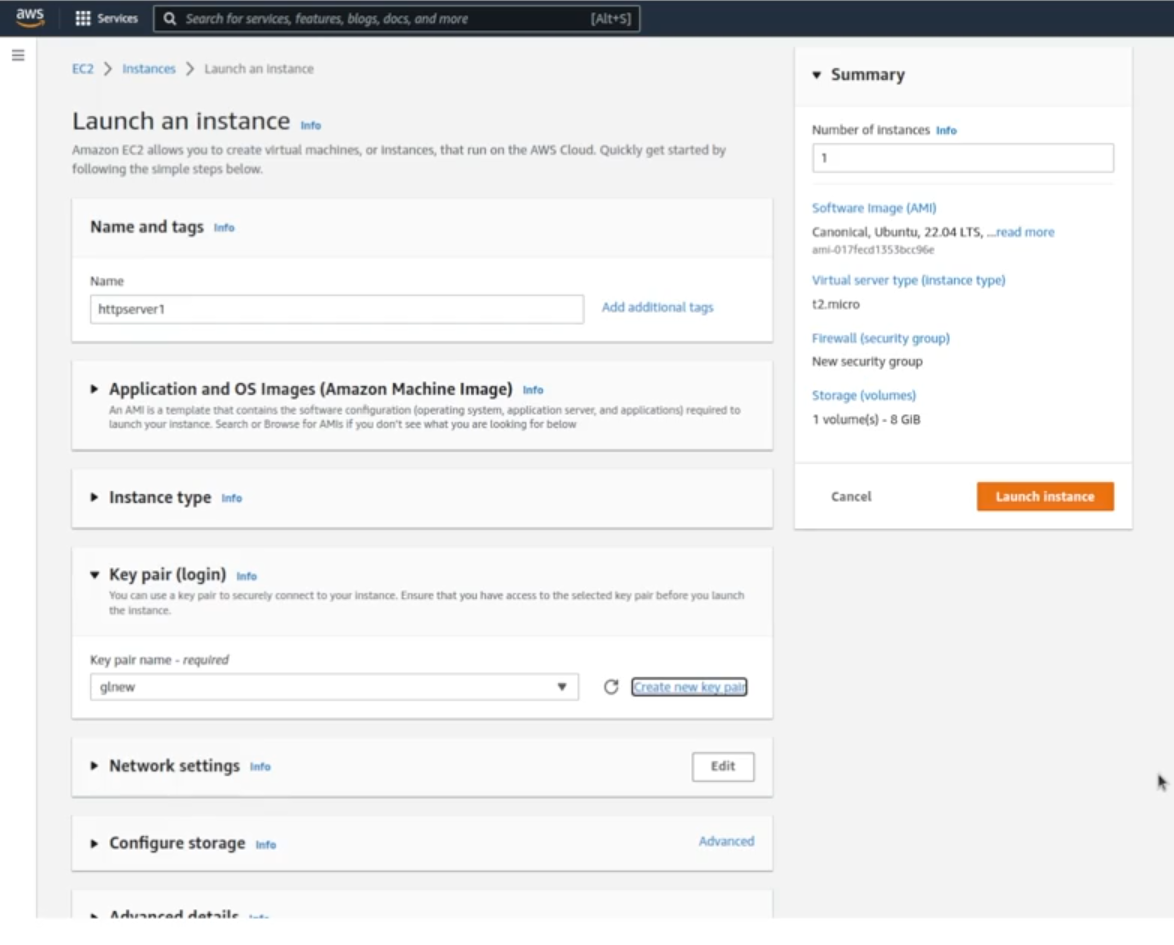 aws
Services
Search for services, features, blogs, docs, and more
[Alt+S]
EC2 > Instances > Launch an instance
Launch an instance Info
Amazon EC2 allows you to create virtual machines, or instances, that run on the AWS Cloud. Quickly get started by
following the simple steps below.
Name and tags Info
Name
httpserver1
Add additional tags
Application and OS Images (Amazon Machine Image) Info
An AMI is a template that contains the software configuration (operating system, application server, and applications) required to
launch your instance. Search or Browse for AMIs if you don't see what you are looking for below
Instance type Info
Key pair (login) Info
You can use a key pair to securely connect to your instance. Ensure that you have access to the selected key pair before you launch
the instance.
Key pair name - required
glnew
Create new key pair
Network settings Info
Edit
Configure storage Info
Advanced
Advanced details Info
Summary
Number of instances Info
1
Software Image (AMI)
Canonical, Ubuntu, 22.04 LTS, ...read more
ami-017fecd1353bcc96e
Virtual server type (instance type)
t2.micro
Firewall (security group)
New security group
Storage (volumes)
1 volume(s) - 8 GiB
Cancel
Launch instance